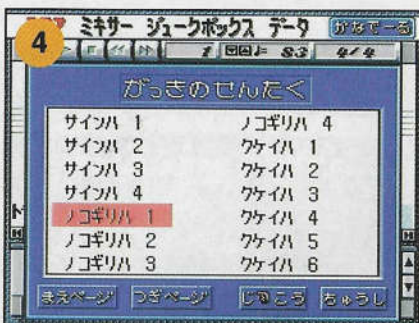 4
ミキサー ジュークボックス データ かなでーる
1 ♩= 83 4/4
がっきのせんたく
サインハ 1
サインハ 2
サインハ 3
サインハ 4
ノコギリハ 1
ノコギリハ 2
ノコギリハ 3
ノコギリハ 4
クケイハ 1
クケイハ 2
クケイハ 3
クケイハ 4
クケイハ 5
クケイハ 6
まえページ つぎページ じっこう ちゅうし